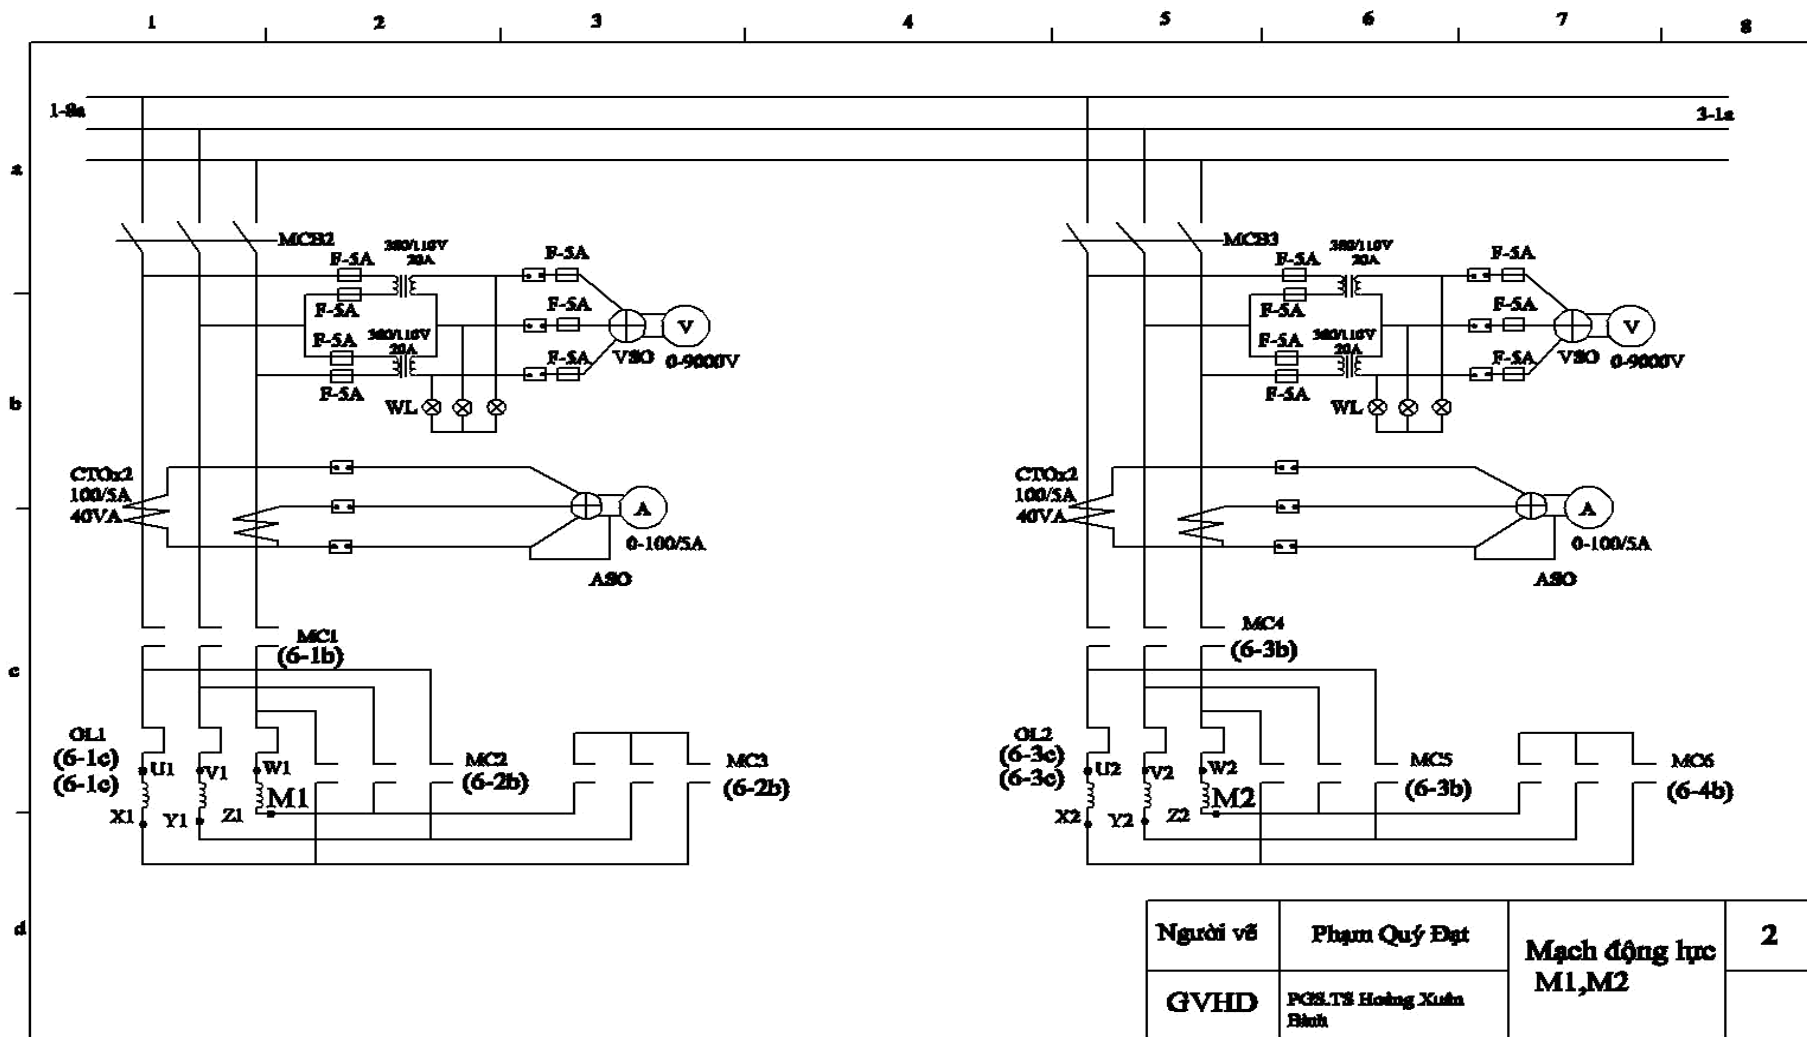 1 2 3 4 5 6 7 8
1-8a
3-1a
a
b
c
d
MCB2
F-5A
380/110V
20A
F-5A
F-5A
F-5A
380/110V
20A
F-5A
VSO
V
0-9000V
F-5A
F-5A
WL
CTOx2
100/5A
40VA
A
0-100/5A
ASO
MC1
(6-1b)
OL1
(6-1c)
(6-1c)
U1
V1
W1
M1
X1
Y1
Z1
MC2
(6-2b)
MC3
(6-2b)
MCB3
F-5A
380/110V
20A
F-5A
F-5A
F-5A
380/110V
20A
F-5A
VSO
V
0-9000V
F-5A
F-5A
WL
CTOx2
100/5A
40VA
A
0-100/5A
ASO
MC4
(6-3b)
OL2
(6-3c)
(6-3c)
U2
V2
W2
M2
X2
Y2
Z2
MC5
(6-3b)
MC6
(6-4b)
Người vẽ
Phạm Quý Đạt
Mạch động lực
M1,M2
2
GVHD
PGS.TS Hoàng Xuân
Bình